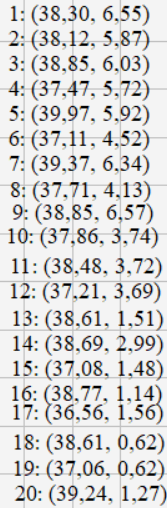 1: (38,30, 6,55)
2: (38,12, 5,87)
3: (38,85, 6,03)
4: (37,47, 5,72)
5: (39,97, 5,92)
6: (37,11, 4,52)
7: (39,37, 6,34)
8: (37,71, 4.13)
9: (38,85, 6,57)
10: (37,86, 3,74)
11: (38,48, 3,72)
12: (37,21, 3,69)
13: (38,61, 1,51)
14: (38,69, 2,99)
15: (37,08, 1,48)
16: (38,77, 1,14)
17: (36,56, 1,56)
18: (38,61, 0,62)
19: (37,06, 0,62)
20: (39,24, 1,27)